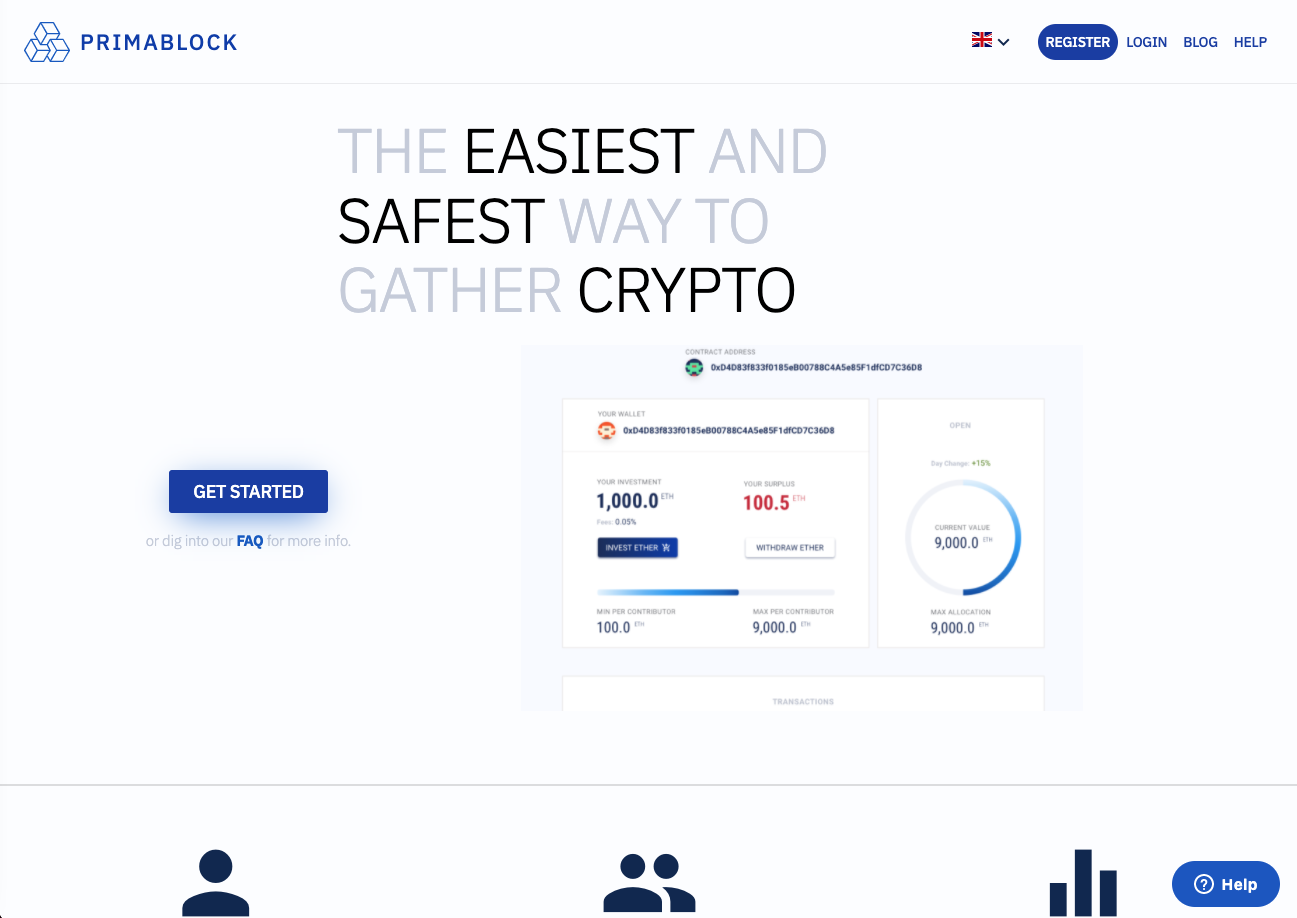 PRIMABLOCK
REGISTER LOGIN BLOG HELP
THE EASIEST AND
SAFEST WAY TO
GATHER CRYPTO
GET STARTED
or dig into our FAQ for more info.
CONTRACT ADDRESS
0xD4D83f833f0185eB00788C4A5e85F1dfCD7C36D8
YOUR WALLET
0xD4D83f833f0185eB00788C4A5e85F1dfCD7C36D8
YOUR INVESTMENT
1,000.0 ETH
Fees: 0.05%
INVEST ETHER
YOUR SURPLUS
100.5 ETH
WITHDRAW ETHER
MIN PER CONTRIBUTOR
100.0 ETH
MAX PER CONTRIBUTOR
9,000.0 ETH
OPEN
Day Change: +15%
CURRENT VALUE
9,000.0 ETH
MAX ALLOCATION
9,000.0 ETH
TRANSACTIONS
Help